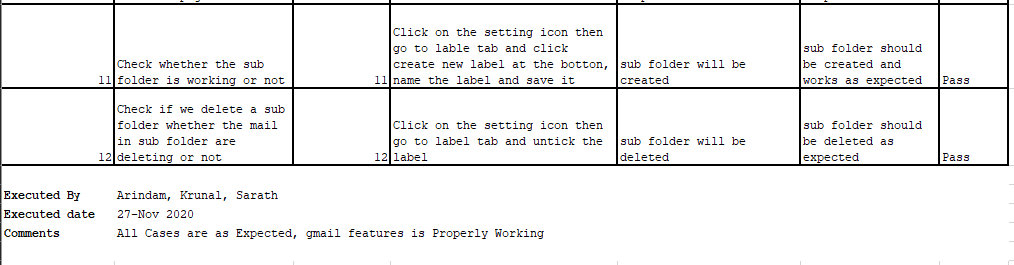 Check whether the sub
11 folder is working or not
11
Click on the setting icon then
go to lable tab and click
create new label at the botton,
name the label and save it
sub folder will be
created
sub folder should
be created and
works as expected
Pass
Check if we delete a sub
folder whether the mail
in sub folder are
12 deleting or not
12
Click on the setting icon then
go to label tab and untick the
label
sub folder will be
deleted
sub folder should
be deleted as
expected
Pass
Executed By Arindam, Krunal, Sarath
Executed date 27-Nov 2020
Comments All Cases are as Expected, gmail features is Properly Working